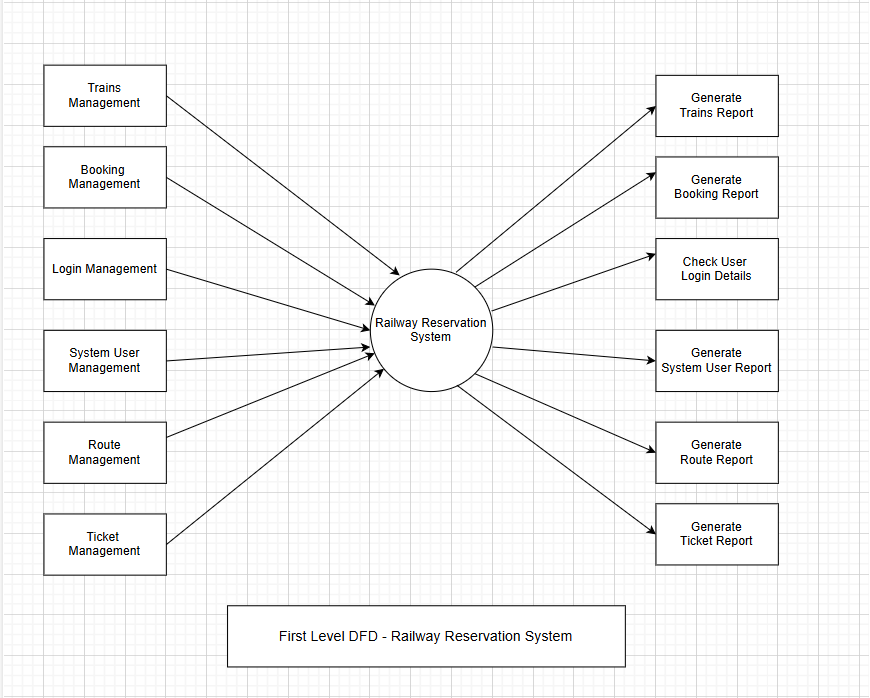 Trains
Management
Booking
Management
Login Management
System User
Management
Route
Management
Ticket
Management
Railway Reservation
System
Generate
Trains Report
Generate
Booking Report
Check User
Login Details
Generate
System User Report
Generate
Route Report
Generate
Ticket Report
First Level DFD - Railway Reservation System